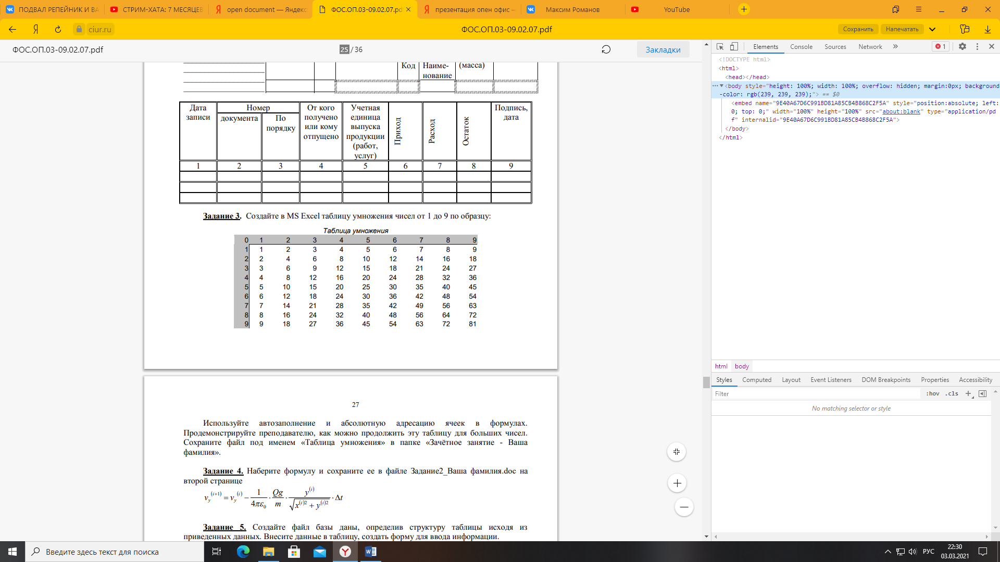 ПОДВАЛ РЕПЕЙНИК И ВА
СТРИМ-ХАТА: 7 МЕСЯЦЕВ
open document — Яндекс
ФОС.ОП.03-09.02.07.pd
презентация опен офис —
Максим Романов
YouTube
ciur.ru
ФОС.ОП.03-09.02.07.pdf
Сохранить
Напечатать
ФОС.ОП.03-09.02.07.pdf
25 / 36
Закладки
Код
Наиме-
нование
(масса)
Дата записи
Номер
документа
По порядку
От кого получено или кому отпущено
Учетная единица выпуска продукции (работ, услуг)
Приход
Расход
Остаток
Подпись, дата
1 2 3 4 5 6 7 8 9
Задание 3. Создайте в MS Excel таблицу умножения чисел от 1 до 9 по образцу:
Таблица умножения
0 1 2 3 4 5 6 7 8 9
1 1 2 3 4 5 6 7 8 9
2 2 4 6 8 10 12 14 16 18
3 3 6 9 12 15 18 21 24 27
4 4 8 12 16 20 24 28 32 36
5 5 10 15 20 25 30 35 40 45
6 6 12 18 24 30 36 42 48 54
7 7 14 21 28 35 42 49 56 63
8 8 16 24 32 40 48 56 64 72
9 9 18 27 36 45 54 63 72 81
27
Используйте автозаполнение и абсолютную адресацию ячеек в формулах.
Продемонстрируйте преподавателю, как можно продолжить эту таблицу для больших чисел.
Сохраните файл под именем «Таблица умножения» в папке «Зачётное занятие - Ваша
фамилия».
Задание 4. Наберите формулу и сохраните ее в файле Задание2_Ваша фамилия.doc на
второй странице
v_y^(i+1) = v_y^(i) − 1/(4πε₀) · Qg/m · y^(i)/√(x^(i)2 + y^(i)2) · Δt
Задание 5. Создайте файл базы даны, определив структуру таблицы исходя из
приведенных данных. Внесите данные в таблицу, создать форму для ввода информации.
Elements Console Sources Network » 1
<!DOCTYPE html>
<html>
<head></head>
<body style="height: 100%; width: 100%; overflow: hidden; margin:0px; background
-color: rgb(239, 239, 239);"> == $0
<embed name="9E40A67D6C991BD81A85CB4B868C2F5A" style="position:absolute; left:
0; top: 0;" width="100%" height="100%" src="about:blank" type="application/pd
f" internalid="9E40A67D6C991BD81A85CB4B868C2F5A">
</body>
</html>
html body
Styles Computed Layout Event Listeners DOM Breakpoints Properties Accessibility
Filter
:hov .cls
No matching selector or style
Введите здесь текст для поиска
РУС
22:30
03.03.2021